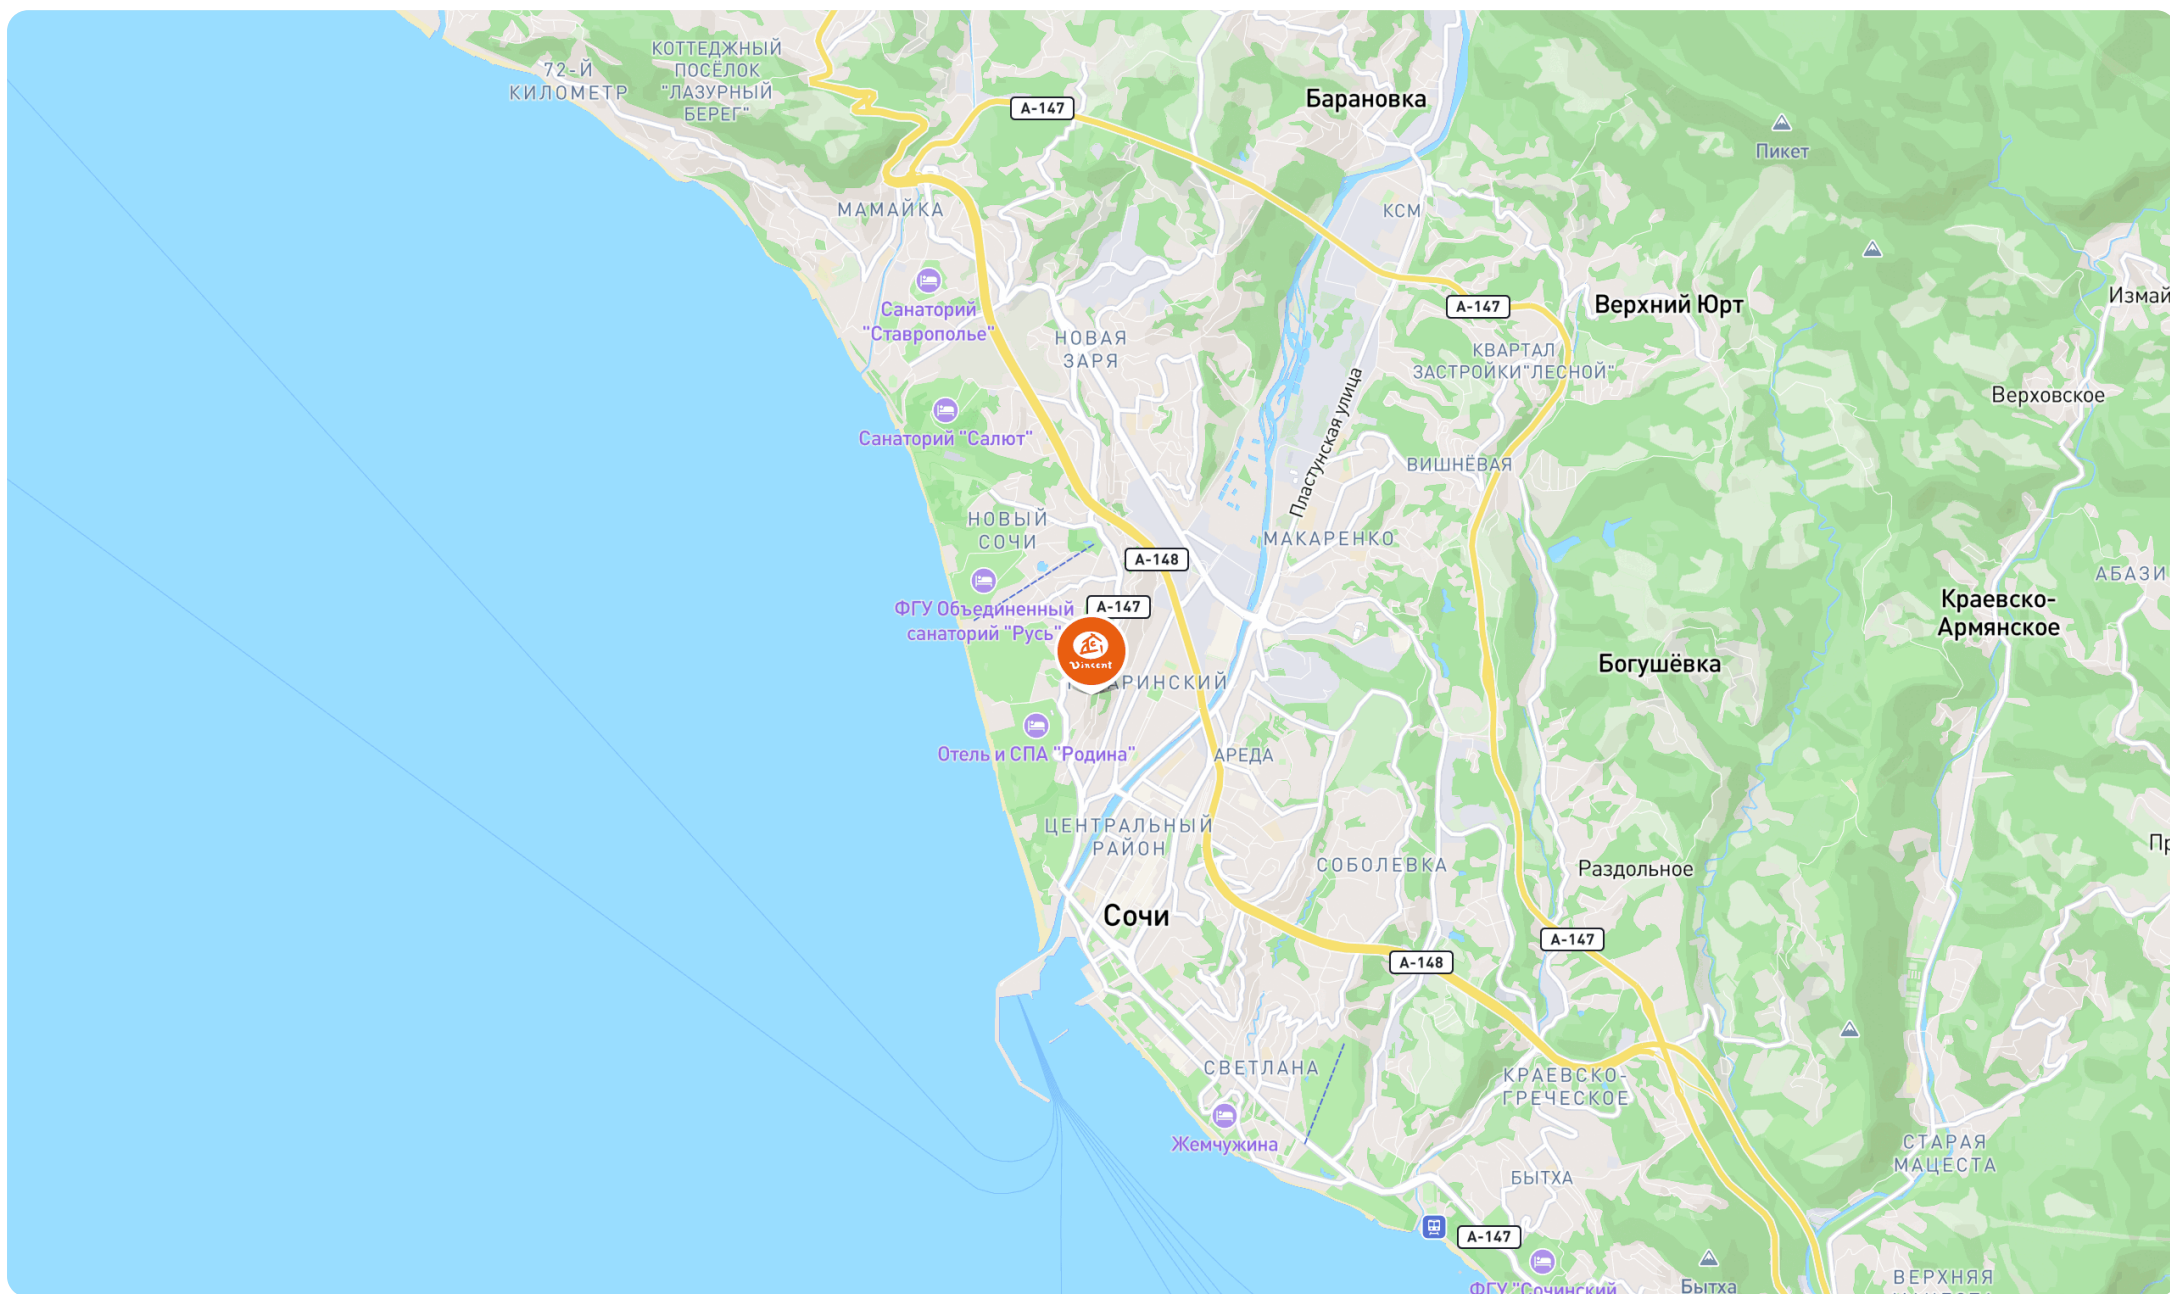 КОТТЕДЖНЫЙ
ПОСЁЛОК
"ЛАЗУРНЫЙ
БЕРЕГ"
72-Й
КИЛОМЕТР
А-147
Барановка
Пикет
МАМАЙКА
КСМ
Санаторий
"Ставрополье"
НОВАЯ
ЗАРЯ
А-147
Верхний Юрт
Измай
КВАРТАЛ
ЗАСТРОЙКИ"ЛЕСНОЙ"
Верховское
Санаторий "Салют"
Пластунская улица
ВИШНЁВАЯ
НОВЫЙ
СОЧИ
МАКАРЕНКО
А-148
АБАЗИ
ФГУ Объединенный
санаторий "Русь"
А-147
Краевско-
Армянское
Vincent
АРИНСКИЙ
Богушёвка
Отель и СПА "Родина"
АРЕДА
ЦЕНТРАЛЬНЫЙ
РАЙОН
СОБОЛЕВКА
Раздольное
Пр
Сочи
А-147
А-148
СВЕТЛАНА
КРАЕВСКО-
ГРЕЧЕСКОЕ
Жемчужина
СТАРАЯ
МАЦЕСТА
БЫТХА
А-147
ФГУ "Сочинский
Бытха
ВЕРХНЯЯ